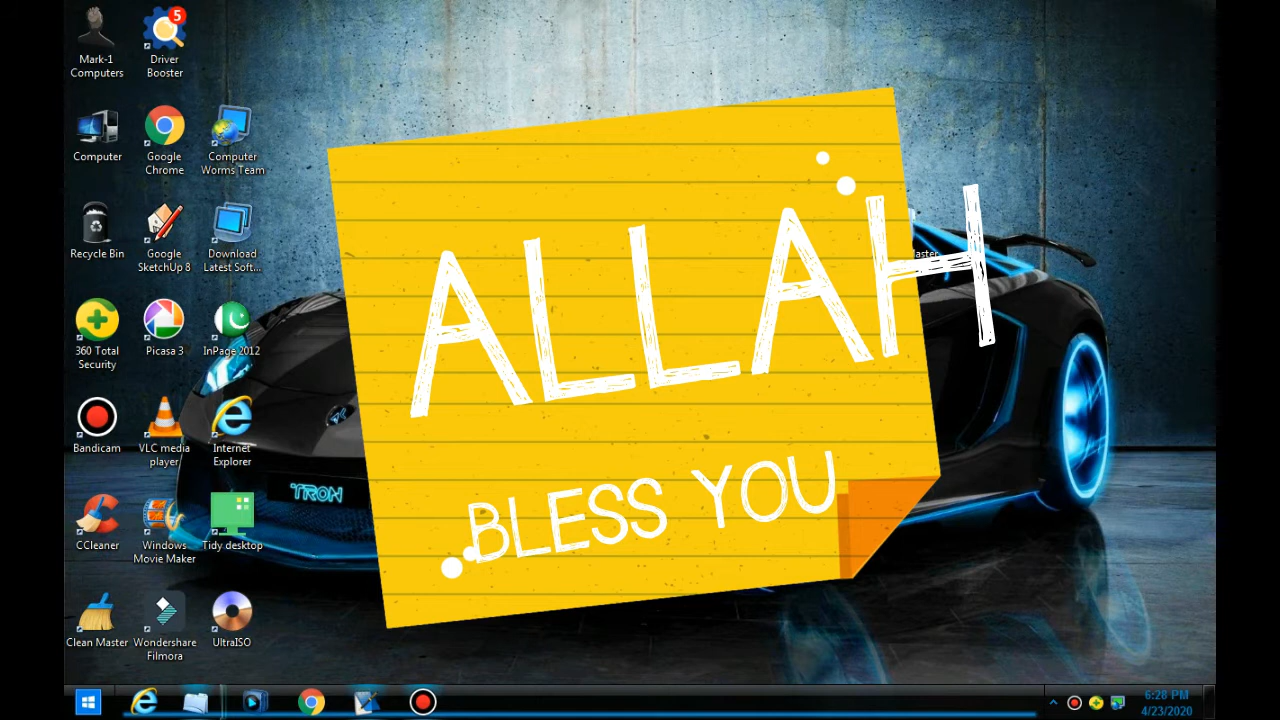 Mark-1
Computers
Driver
Booster
5
Computer
Google
Chrome
Computer
Worms Team
Recycle Bin
Google
SketchUp 8
Download
Latest Soft...
360 Total
Security
Picasa 3
InPage 2012
Bandicam
VLC media
player
Internet
Explorer
CCleaner
Windows
Movie Maker
Tidy desktop
Clean Master
Wondershare
Filmora
UltraISO
ALLAH
BLESS YOU
TRON
6:28 PM
4/23/2020